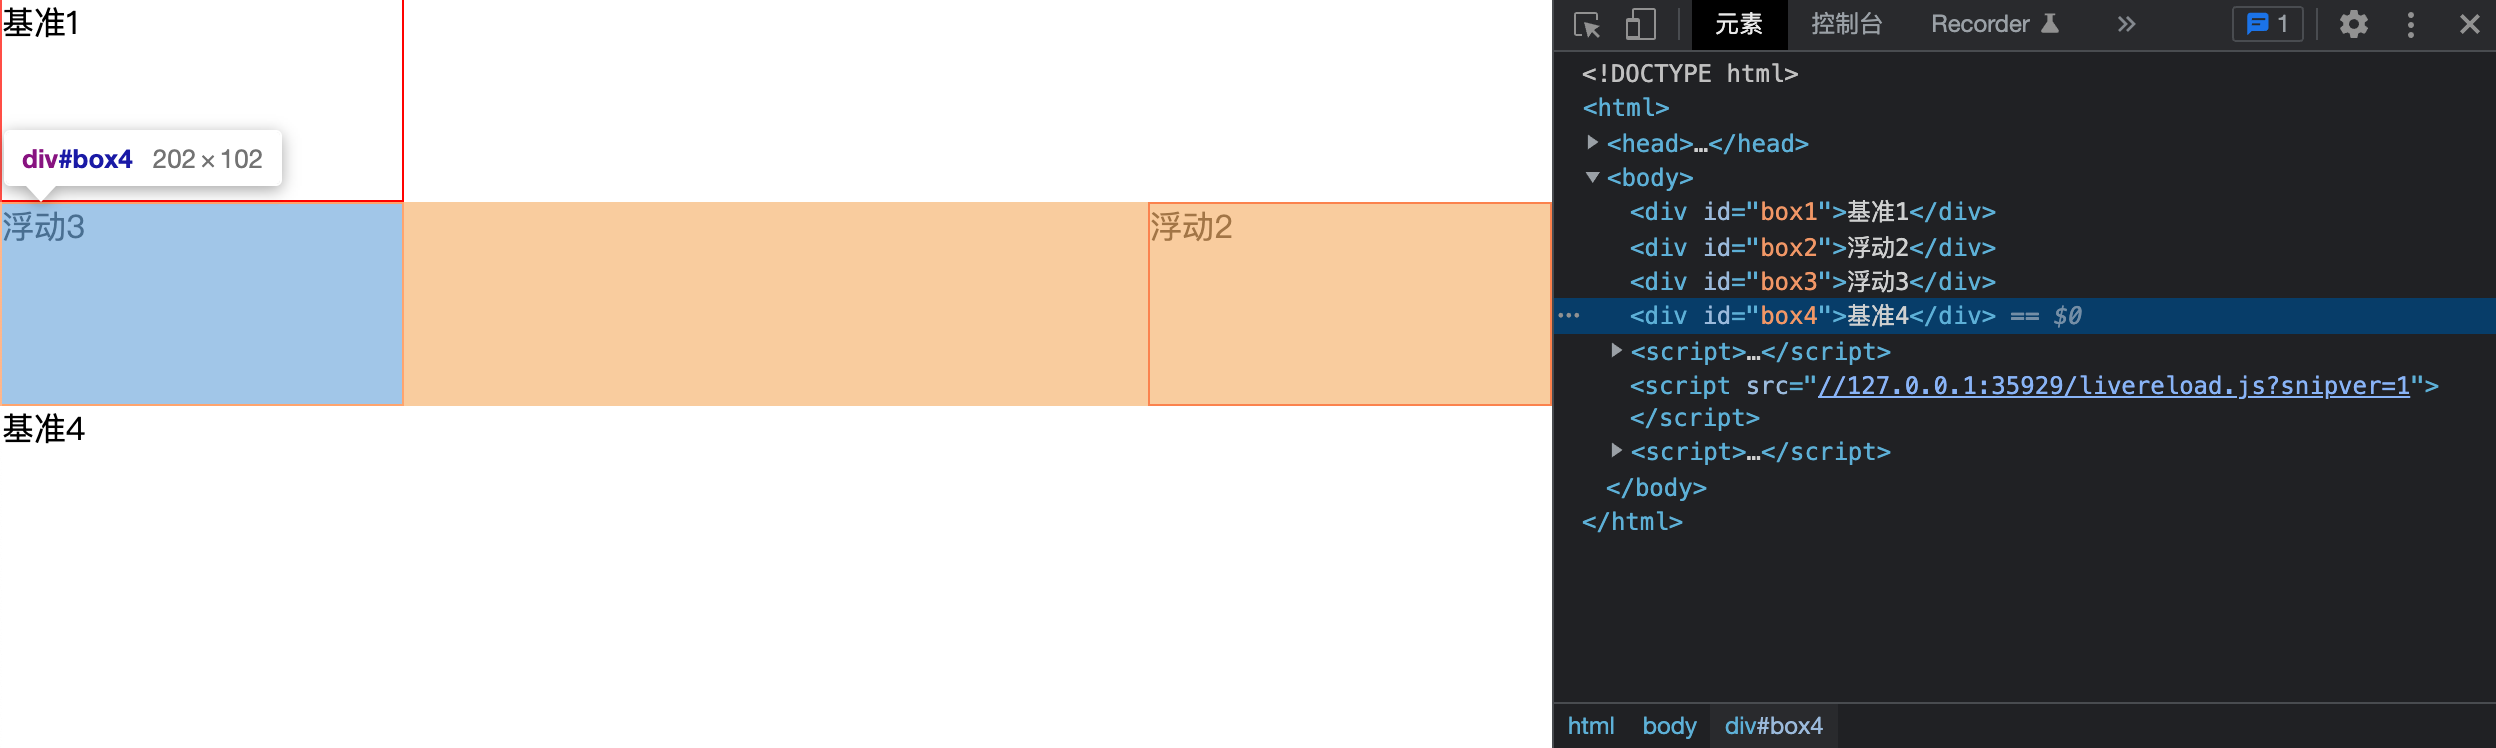 基准1
div#box4 202 × 102
浮动3
浮动2
基准4
元素 控制台 Recorder 1
<!DOCTYPE html>
<html>
<head>…</head>
<body>
<div id="box1">基准1</div>
<div id="box2">浮动2</div>
<div id="box3">浮动3</div>
<div id="box4">基准4</div> == $0
<script>…</script>
<script src="//127.0.0.1:35929/livereload.js?snipver=1">
</script>
<script>…</script>
</body>
</html>
html body div#box4